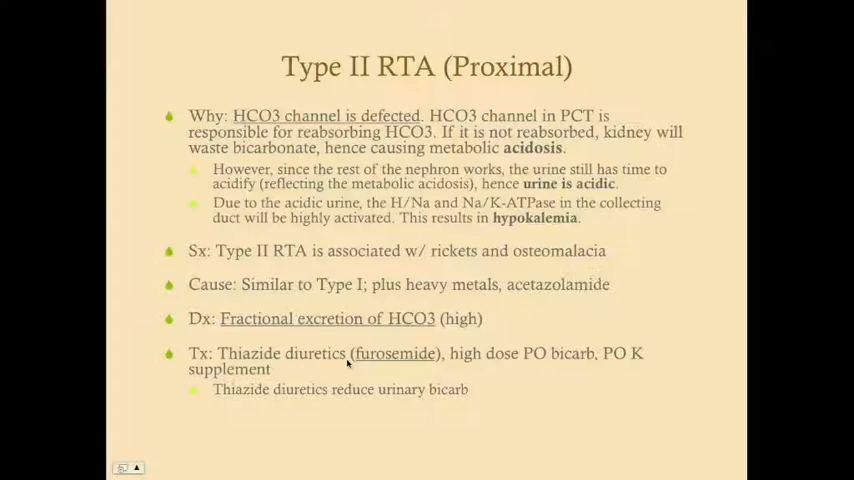 Type II RTA (Proximal)
Why: HCO3 channel is defected. HCO3 channel in PCT is
responsible for reabsorbing HCO3. If it is not reabsorbed, kidney will
waste bicarbonate, hence causing metabolic acidosis.
However, since the rest of the nephron works, the urine still has time to
acidify (reflecting the metabolic acidosis), hence urine is acidic.
Due to the acidic urine, the H/Na and Na/K-ATPase in the collecting
duct will be highly activated. This results in hypokalemia.
Sx: Type II RTA is associated w/ rickets and osteomalacia
Cause: Similar to Type I; plus heavy metals, acetazolamide
Dx: Fractional excretion of HCO3 (high)
Tx: Thiazide diuretics (furosemide), high dose PO bicarb, PO K
supplement
Thiazide diuretics reduce urinary bicarb